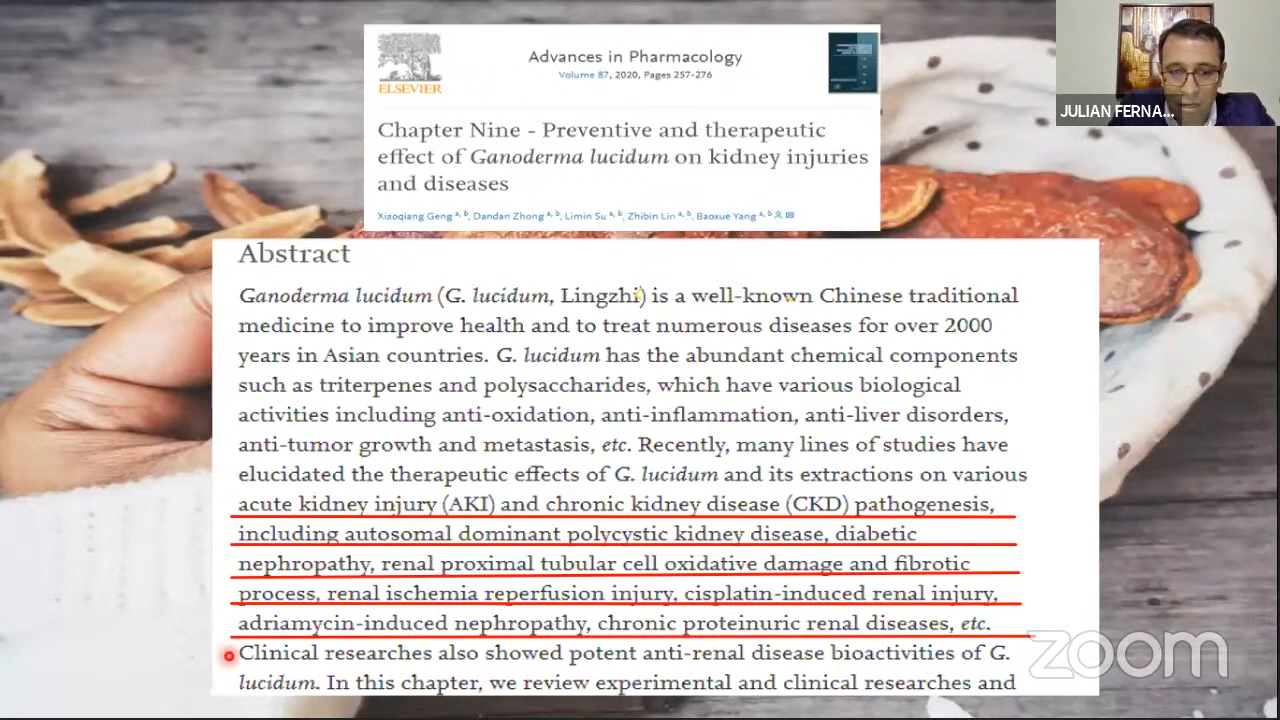 ELSEVIER
Advances in Pharmacology
Volume 87, 2020, Pages 257-276
Chapter Nine - Preventive and therapeutic
effect of Ganoderma lucidum on kidney injuries
and diseases
Xiaoqiang Geng a, b, Dandan Zhong a, b, Limin Su a, b, Zhibin Lin a, b, Baoxue Yang a, b
JULIAN FERNA...
Abstract
Ganoderma lucidum (G. lucidum, Lingzhi) is a well-known Chinese traditional
medicine to improve health and to treat numerous diseases for over 2000
years in Asian countries. G. lucidum has the abundant chemical components
such as triterpenes and polysaccharides, which have various biological
activities including anti-oxidation, anti-inflammation, anti-liver disorders,
anti-tumor growth and metastasis, etc. Recently, many lines of studies have
elucidated the therapeutic effects of G. lucidum and its extractions on various
acute kidney injury (AKI) and chronic kidney disease (CKD) pathogenesis,
including autosomal dominant polycystic kidney disease, diabetic
nephropathy, renal proximal tubular cell oxidative damage and fibrotic
process, renal ischemia reperfusion injury, cisplatin-induced renal injury,
adriamycin-induced nephropathy, chronic proteinuric renal diseases, etc.
Clinical researches also showed potent anti-renal disease bioactivities of G.
lucidum. In this chapter, we review experimental and clinical researches and
zoom